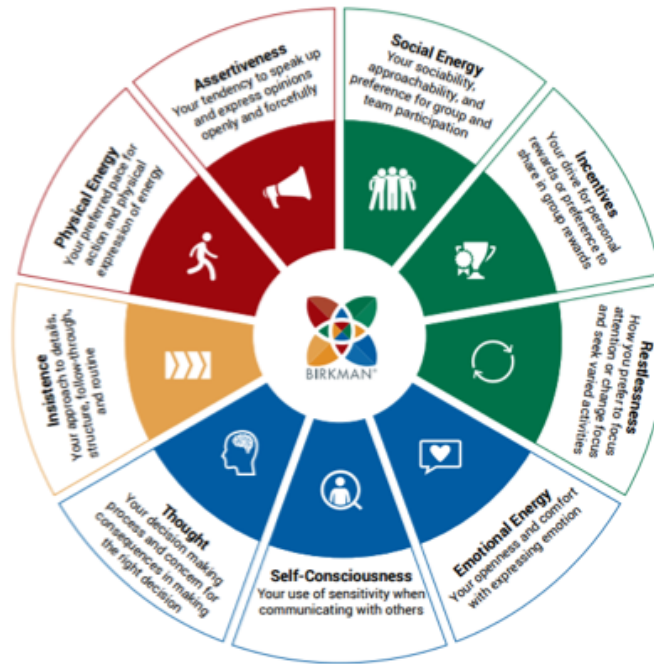 Social Energy
Your sociability,
approachability, and
preference for group and
team participation
Incentives
Your drive for personal
rewards or preference to
share in group rewards
Restlessness
How you prefer to focus
attention or change focus
and seek varied activities
Emotional Energy
Your openness and comfort
with expressing emotion
Self-Consciousness
Your use of sensitivity when
communicating with others
Thought
Your decision making
process and concern for
consequences in making
the right decision
Insistence
Your approach to details,
structure, follow-through,
and routine
Physical Energy
Your preferred pace for
action and physical
expression of energy
Assertiveness
Your tendency to speak up
and express opinions
openly and forcefully
BIRKMAN®